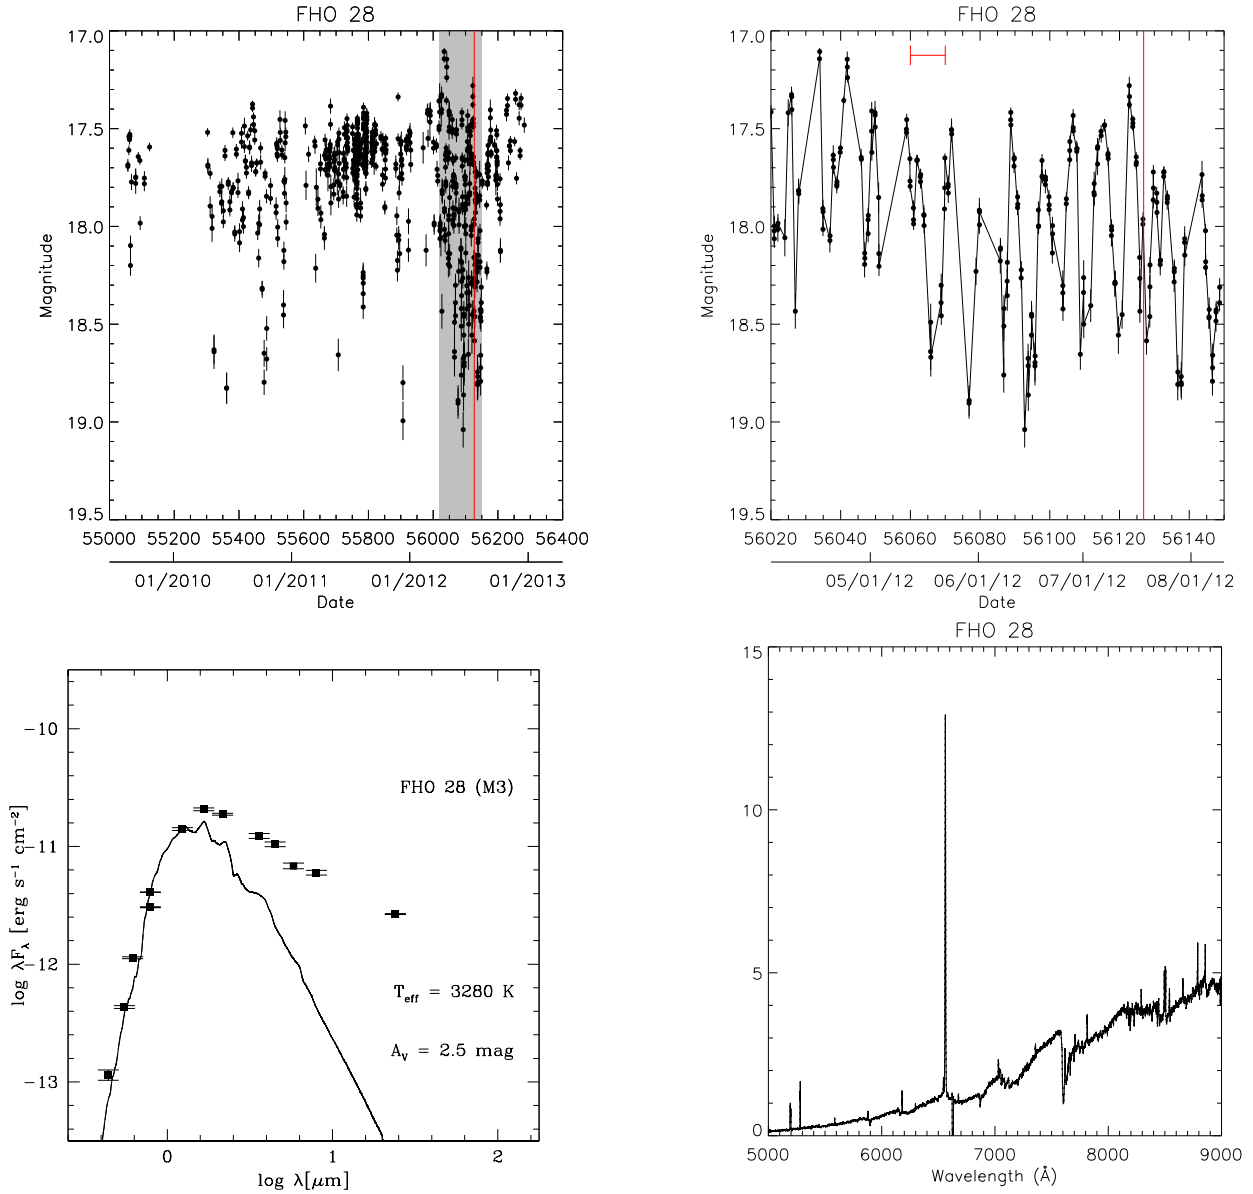 FHO 28
17.0
17.5
18.0
18.5
19.0
19.5
Magnitude
55000 55200 55400 55600 55800 56000 56200 56400
01/2010 01/2011 01/2012 01/2013
Date
FHO 28
17.0
17.5
18.0
18.5
19.0
19.5
Magnitude
56020 56040 56060 56080 56100 56120 56140
05/01/12 06/01/12 07/01/12 08/01/12
Date
−10
−11
−12
−13
log λFλ [erg s⁻¹ cm⁻²]
FHO 28 (M3)
Teff = 3280 K
AV = 2.5 mag
0 1 2
log λ[μm]
FHO 28
15
10
5
0
5000 6000 7000 8000 9000
Wavelength (Å)